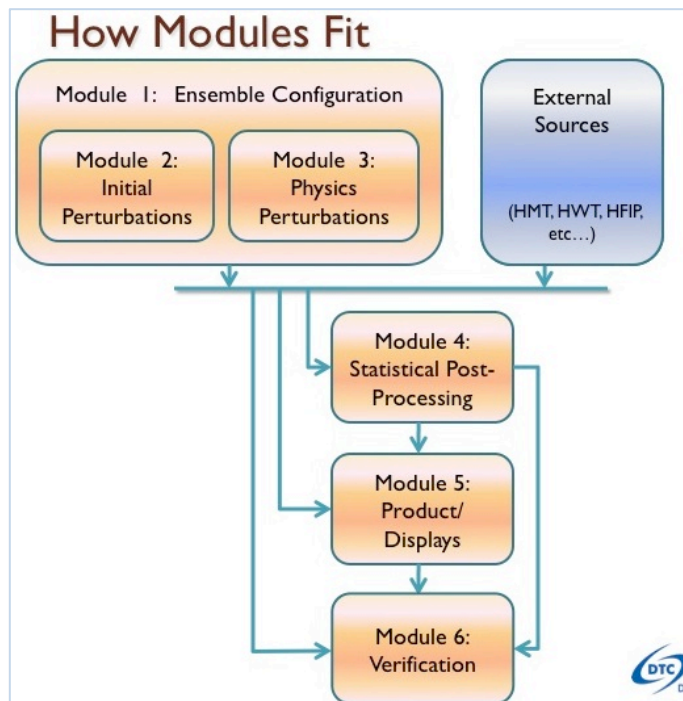 How Modules Fit
Module 1: Ensemble Configuration
Module 2:
Initial
Perturbations
Module 3:
Physics
Perturbations
External
Sources
(HMT, HWT, HFIP,
etc...)
Module 4:
Statistical Post-
Processing
Module 5:
Product/
Displays
Module 6:
Verification
DTC
D